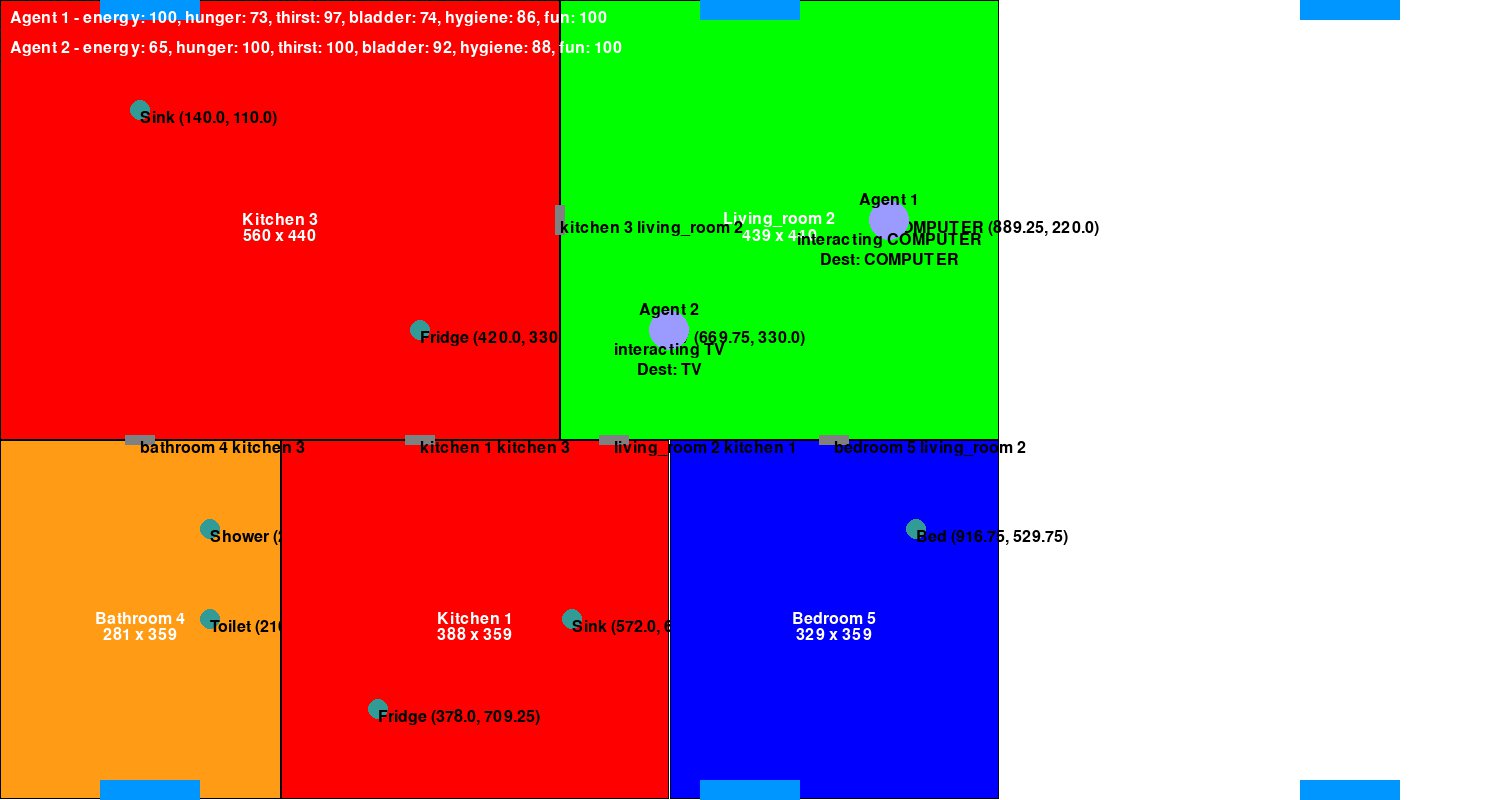 Agent 1 - energy: 100, hunger: 73, thirst: 97, bladder: 74, hygiene: 86, fun: 100
Agent 2 - energy: 65, hunger: 100, thirst: 100, bladder: 92, hygiene: 88, fun: 100
Sink (140.0, 110.0)
Agent 1
Kitchen 3
560 x 440
Living_room 2
kitchen 3 living_room 2
OMPUTER (889.25, 220.0)
interacting COMPUTER
Dest: COMPUTER
Agent 2
Fridge (420.0, 330
(669.75, 330.0)
interacting TV
Dest: TV
bathroom 4 kitchen 3
kitchen 1 kitchen 3
living_room 2 kitchen 1
bedroom 5 living_room 2
Shower (2
Bed (916.75, 529.75)
Bathroom 4
281 x 359
Toilet (210
Kitchen 1
388 x 359
Sink (572.0, 6
Bedroom 5
329 x 359
Fridge (378.0, 709.25)